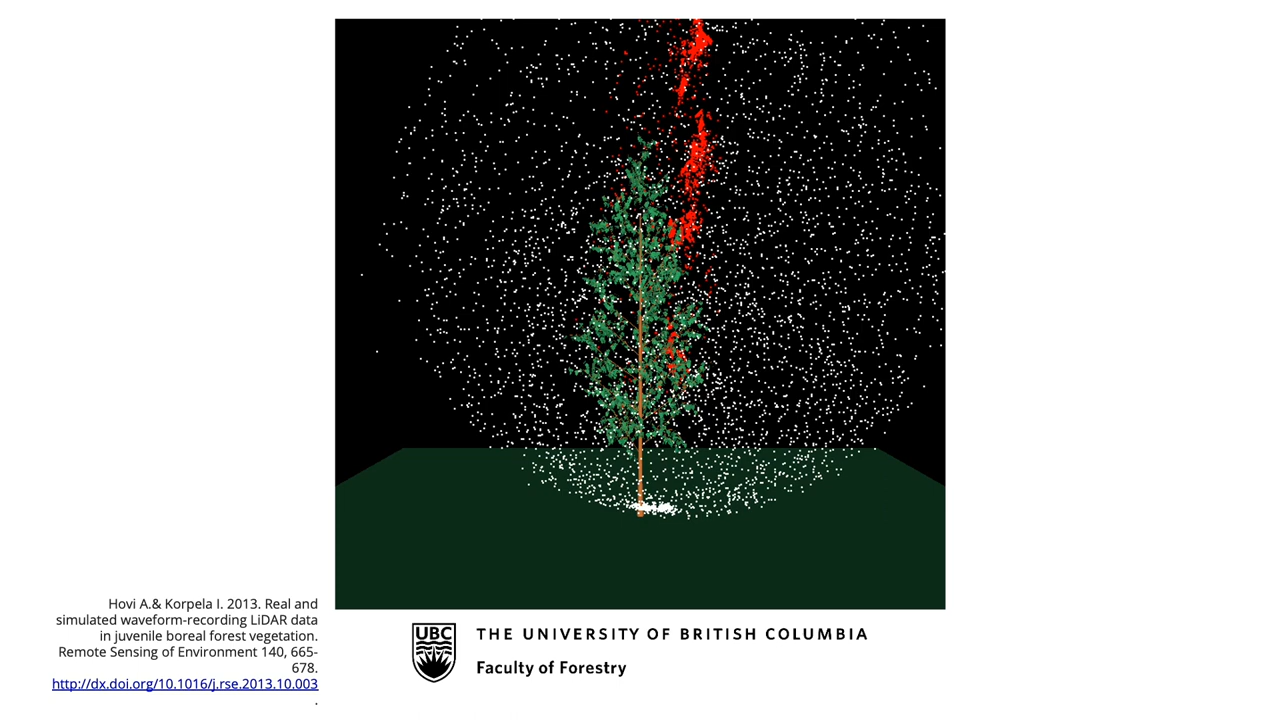 Hovi A.& Korpela I. 2013. Real and
simulated waveform-recording LiDAR data
in juvenile boreal forest vegetation.
Remote Sensing of Environment 140, 665-
678.
http://dx.doi.org/10.1016/j.rse.2013.10.003
.
UBC
THE UNIVERSITY OF BRITISH COLUMBIA
Faculty of Forestry